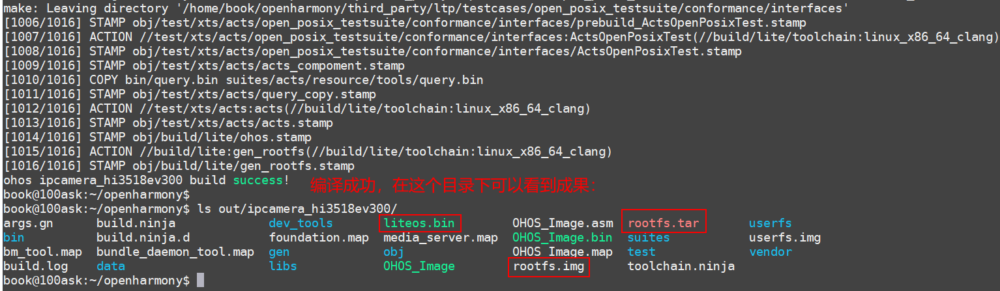 make: Leaving directory '/home/book/openharmony/third_party/ltp/testcases/open_posix_testsuite/conformance/interfaces'
[1006/1016] STAMP obj/test/xts/acts/open_posix_testsuite/conformance/interfaces/prebuild_ActsOpenPosixTest.stamp
[1007/1016] ACTION //test/xts/acts/open_posix_testsuite/conformance/interfaces:ActsOpenPosixTest(//build/lite/toolchain:linux_x86_64_clang)
[1008/1016] STAMP obj/test/xts/acts/open_posix_testsuite/conformance/interfaces/ActsOpenPosixTest.stamp
[1009/1016] STAMP obj/test/xts/acts/acts_compoment.stamp
[1010/1016] COPY bin/query.bin suites/acts/resource/tools/query.bin
[1011/1016] STAMP obj/test/xts/acts/query_copy.stamp
[1012/1016] ACTION //test/xts/acts:acts(//build/lite/toolchain:linux_x86_64_clang)
[1013/1016] STAMP obj/test/xts/acts/acts.stamp
[1014/1016] STAMP obj/build/lite/ohos.stamp
[1015/1016] ACTION //build/lite:gen_rootfs(//build/lite/toolchain:linux_x86_64_clang)
[1016/1016] STAMP obj/build/lite/gen_rootfs.stamp
ohos ipcamera_hi3518ev300 build success!
编译成功，在这个目录下可以看到成果：
book@100ask:~/openharmony$
book@100ask:~/openharmony$ ls out/ipcamera_hi3518ev300/
args.gn build.ninja dev_tools liteos.bin OHOS_Image.asm rootfs.tar userfs
bin build.ninja.d foundation.map media_server.map OHOS_Image.bin suites userfs.img
bm_tool.map bundle_daemon_tool.map gen obj OHOS_Image.map test vendor
build.log data libs OHOS_Image rootfs.img toolchain.ninja
book@100ask:~/openharmony$